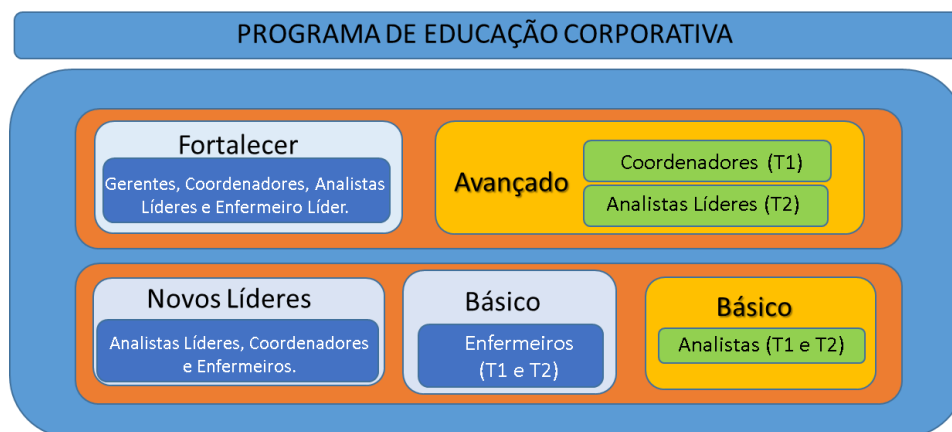 PROGRAMA DE EDUCAÇÃO CORPORATIVA
Fortalecer
Gerentes, Coordenadores, Analistas
Líderes e Enfermeiro Líder.
Avançado
Coordenadores (T1)
Analistas Líderes (T2)
Novos Líderes
Analistas Líderes, Coordenadores
e Enfermeiros.
Básico
Enfermeiros
(T1 e T2)
Básico
Analistas (T1 e T2)